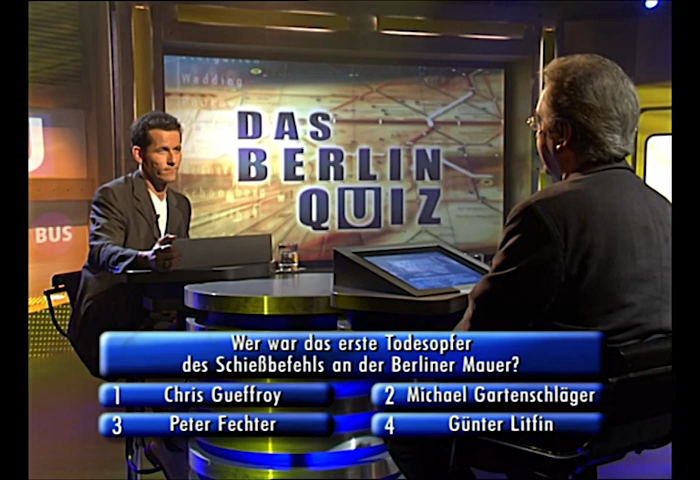 Wedding
DAS
BERLIN
QUIZ
U
BUS
Wer war das erste Todesopfer
des Schießbefehls an der Berliner Mauer?
1 Chris Gueffroy
2 Michael Gartenschläger
3 Peter Fechter
4 Günter Litfin